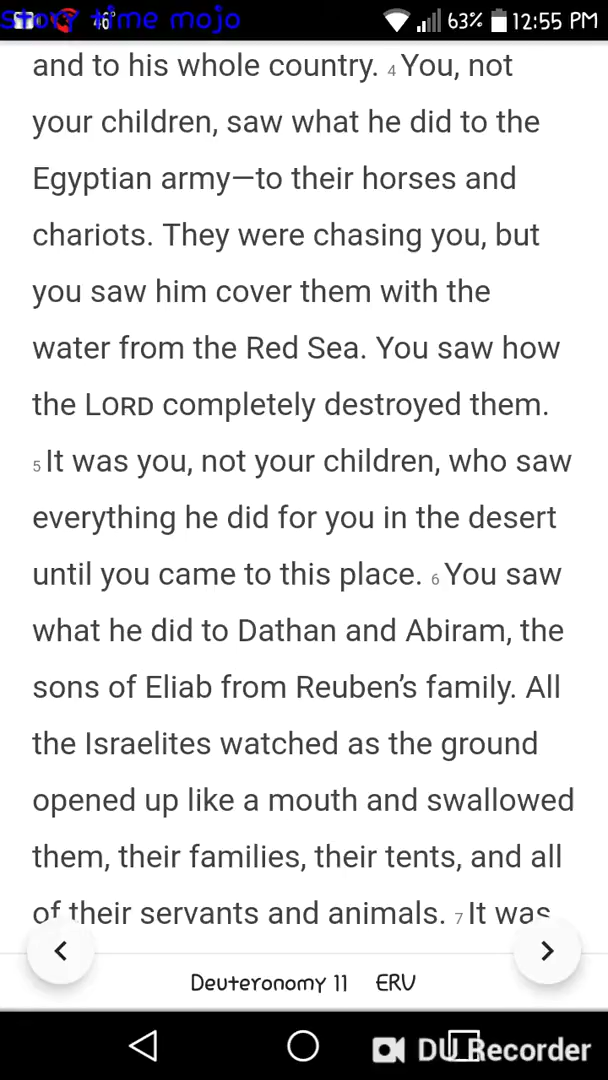 story time mojo
46° 63% 12:55 PM
and to his whole country. 4 You, not
your children, saw what he did to the
Egyptian army—to their horses and
chariots. They were chasing you, but
you saw him cover them with the
water from the Red Sea. You saw how
the LORD completely destroyed them.
5 It was you, not your children, who saw
everything he did for you in the desert
until you came to this place. 6 You saw
what he did to Dathan and Abiram, the
sons of Eliab from Reuben’s family. All
the Israelites watched as the ground
opened up like a mouth and swallowed
them, their families, their tents, and all
of their servants and animals. 7 It was
Deuteronomy 11 ERV
DU Recorder